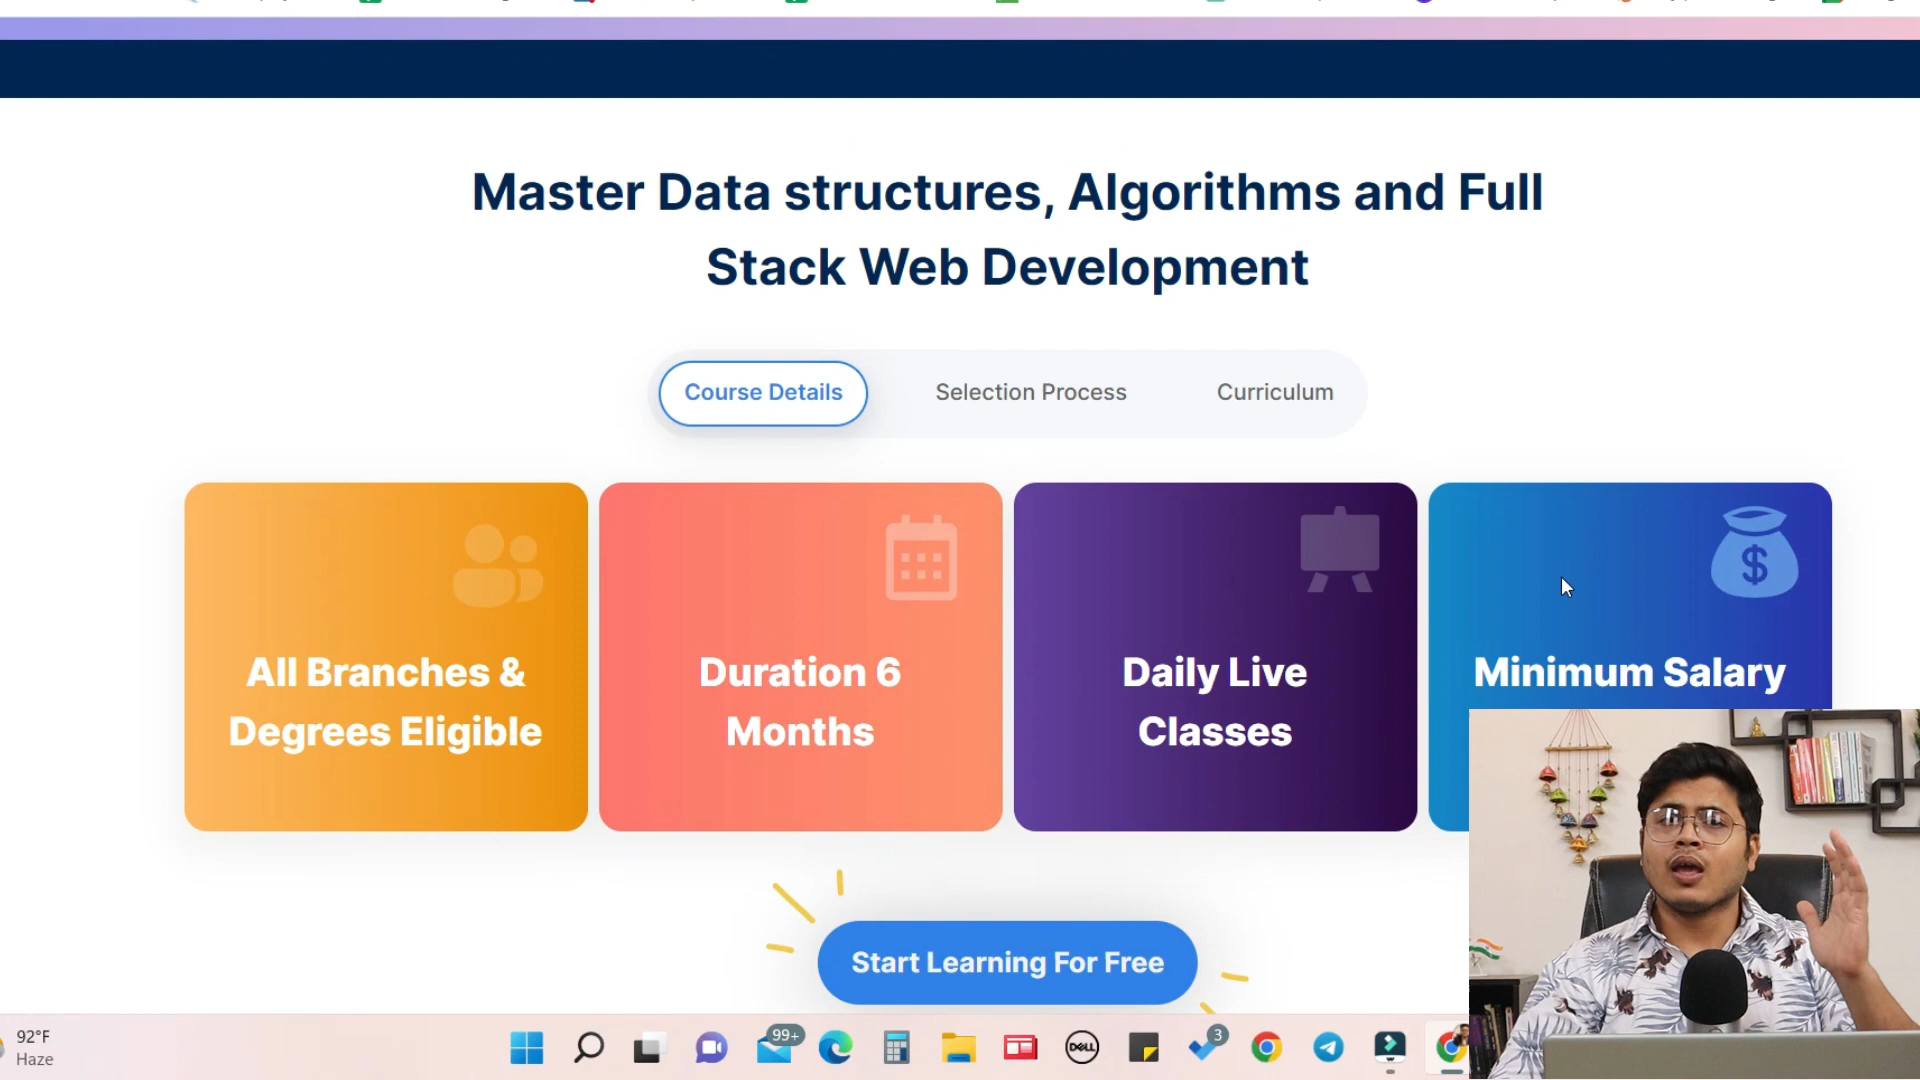 Master Data structures, Algorithms and Full
Stack Web Development
Course Details
Selection Process
Curriculum
All Branches &
Degrees Eligible
Duration 6
Months
Daily Live
Classes
Minimum Salary
$
Start Learning For Free
92°F
Haze
99+
DELL
3